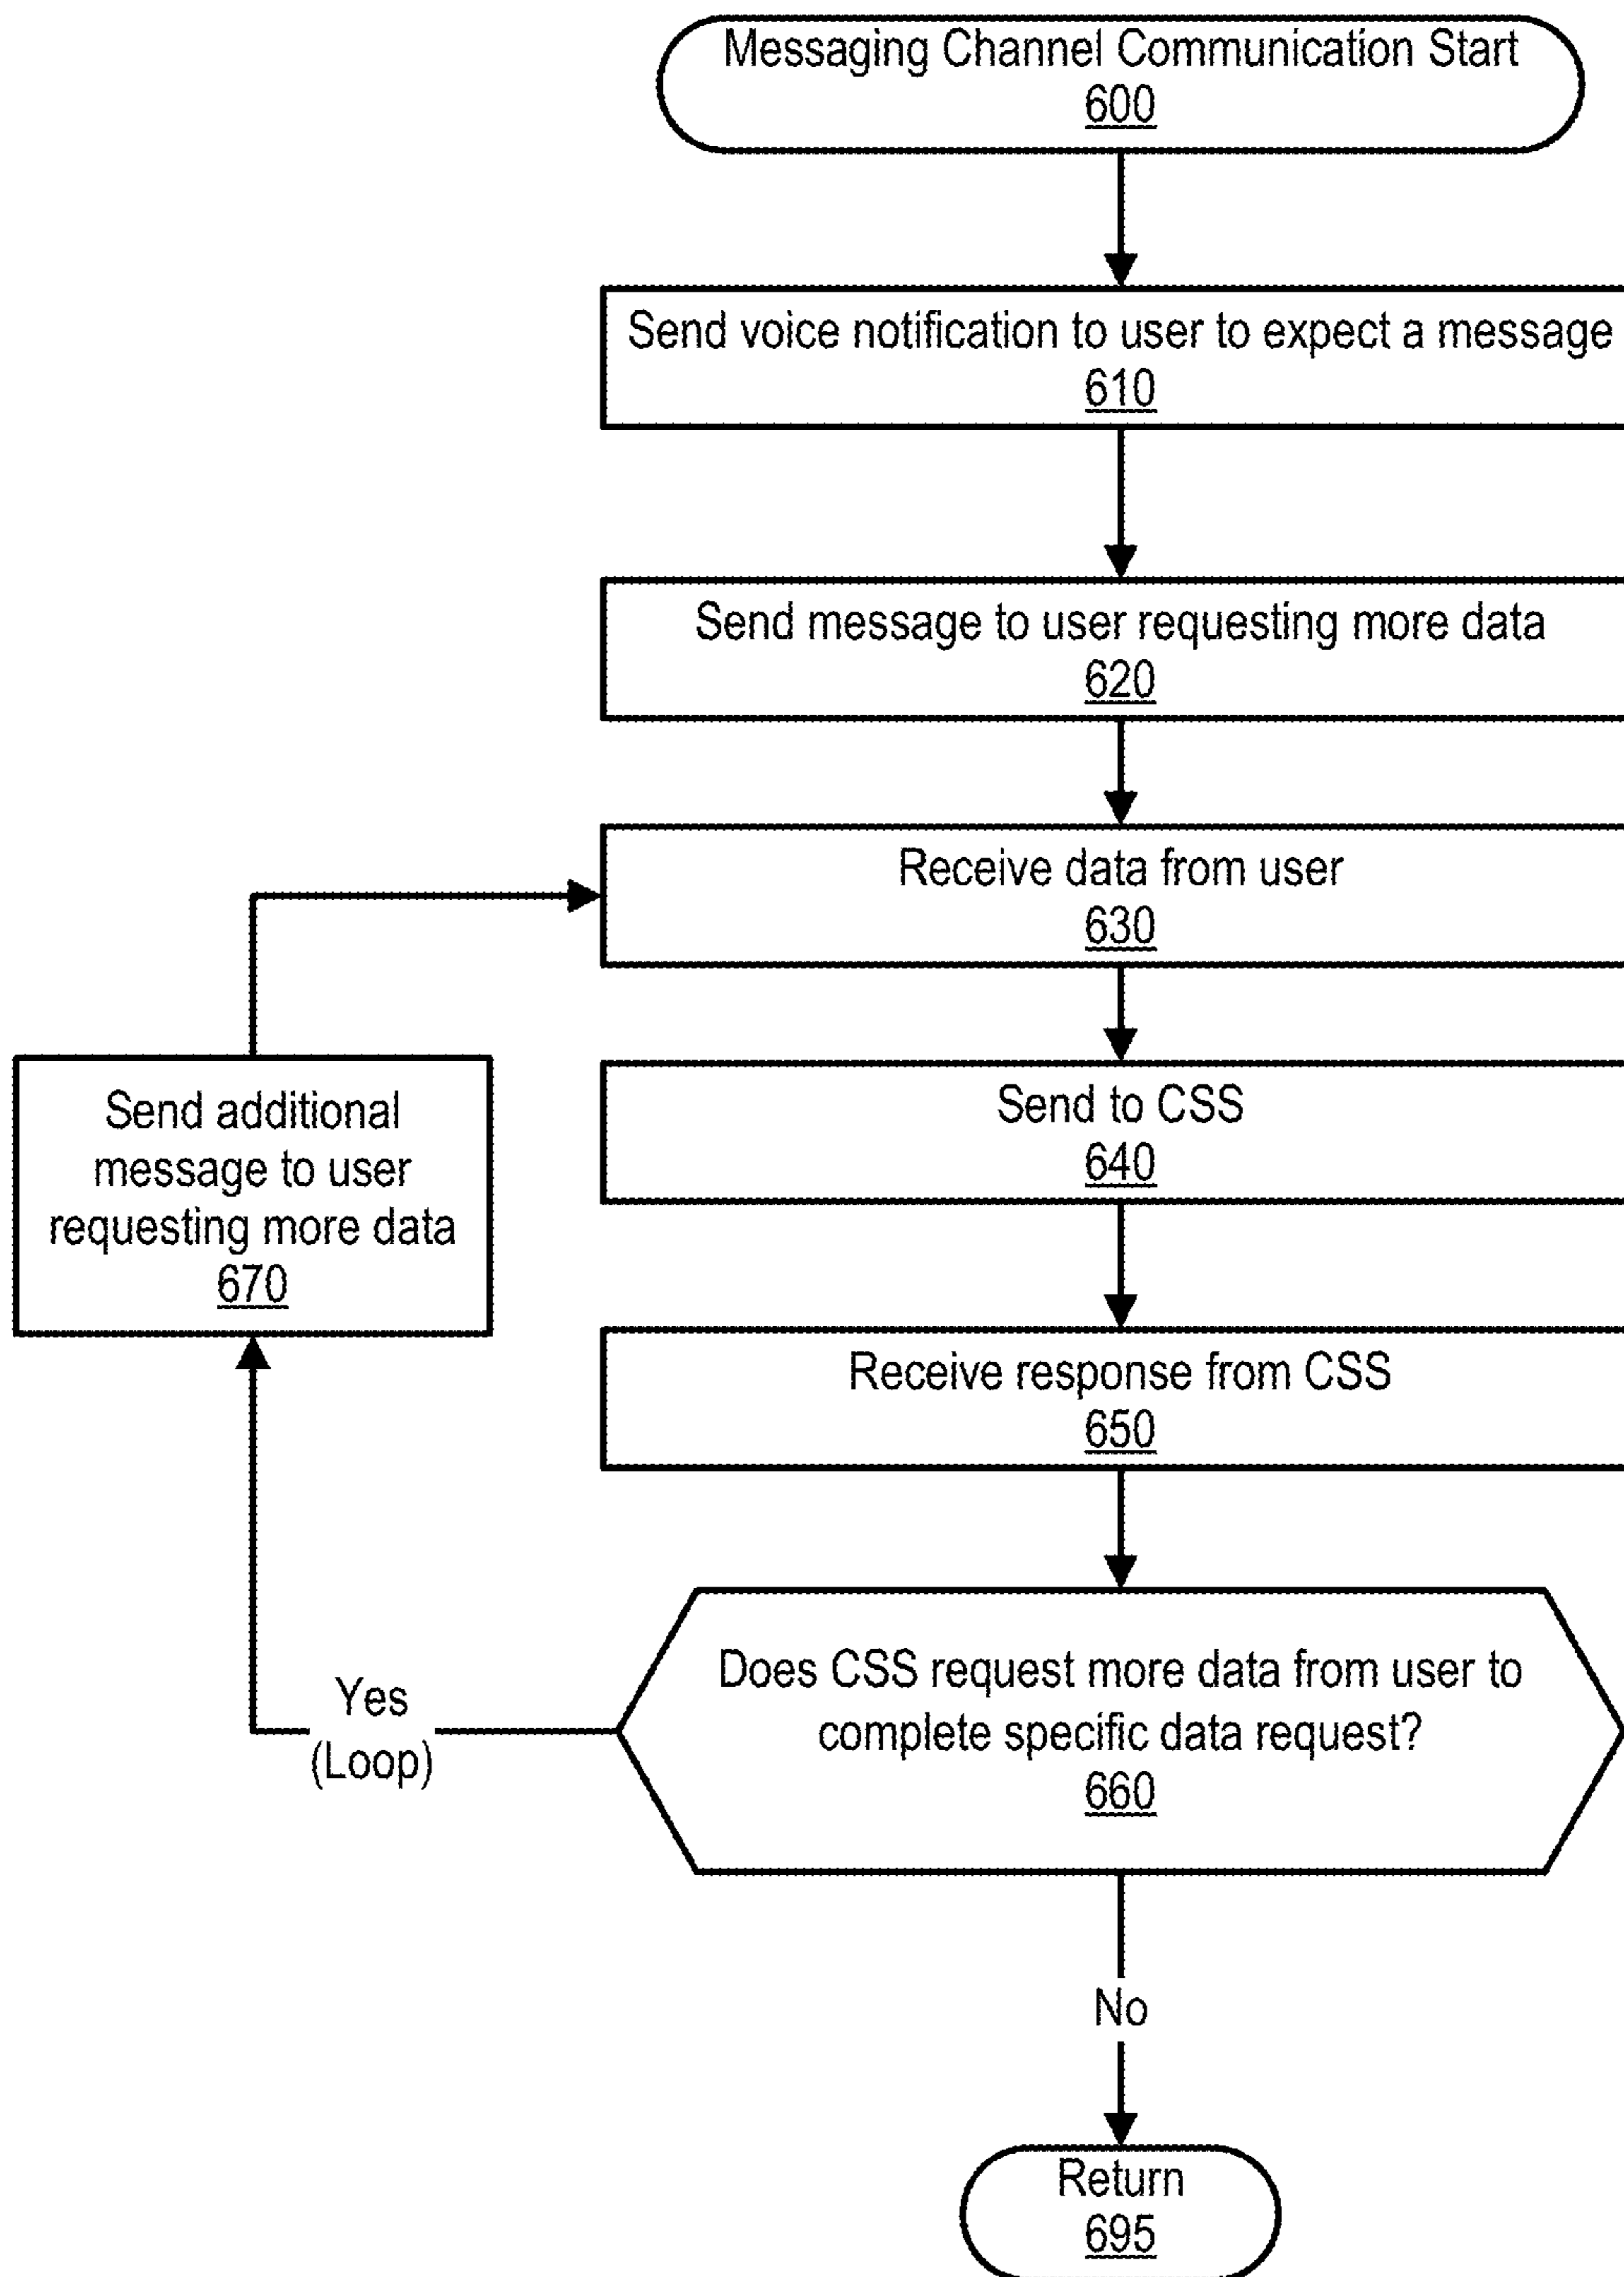 Messaging Channel Communication Start
600
Send voice notification to user to expect a message
610
Send message to user requesting more data
620
Receive data from user
630
Send to CSS
640
Send additional
message to user
requesting more data
670
Receive response from CSS
650
Does CSS request more data from user to
complete specific data request?
660
Yes
(Loop)
No
Return
695